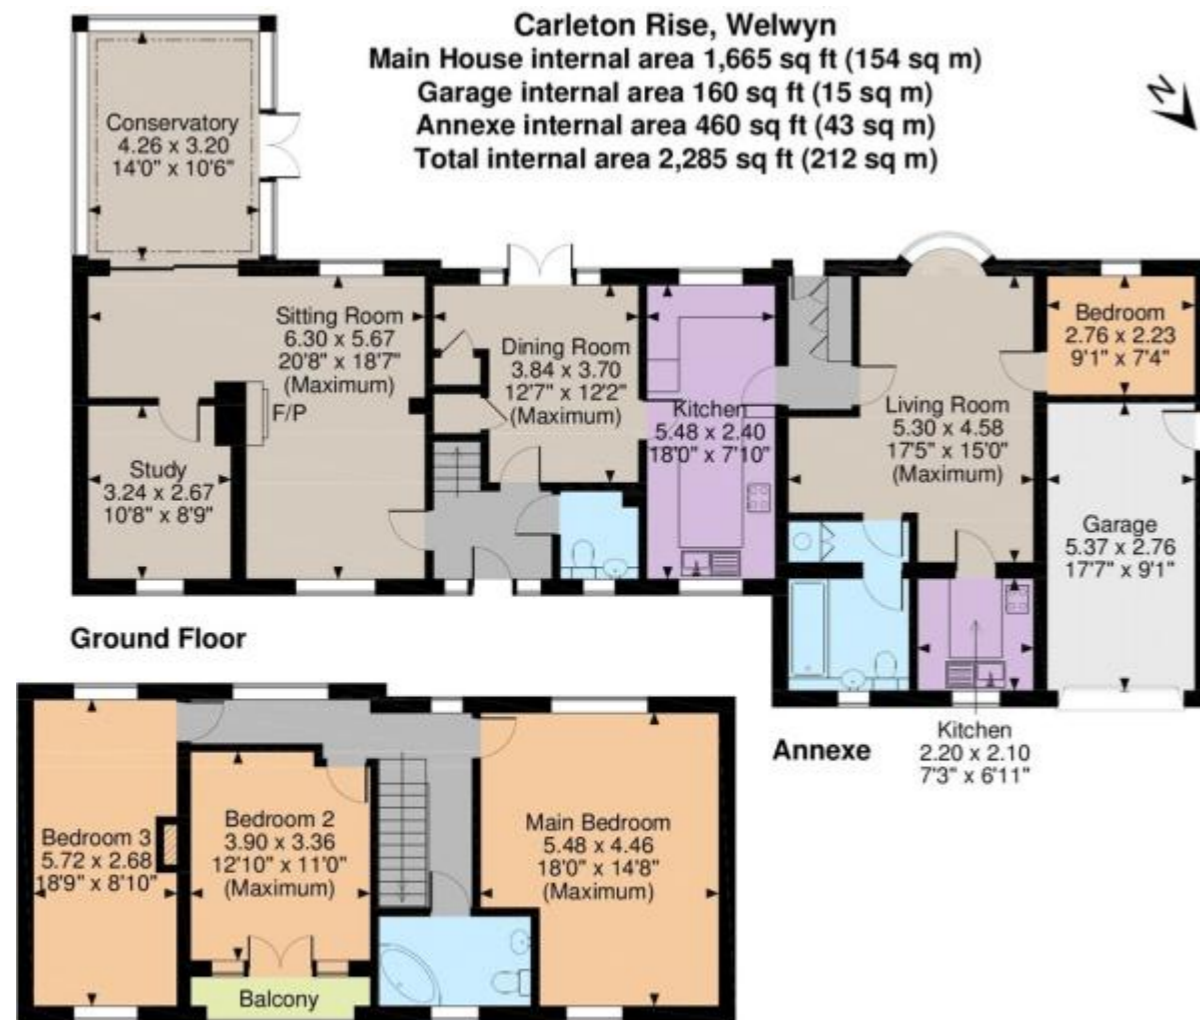 Carleton Rise, Welwyn
Main House internal area 1,665 sq ft (154 sq m)
Garage internal area 160 sq ft (15 sq m)
Annexe internal area 460 sq ft (43 sq m)
Total internal area 2,285 sq ft (212 sq m)
N
Conservatory
4.26 x 3.20
14'0" x 10'6"
Sitting Room
6.30 x 5.67
20'8" x 18'7"
(Maximum)
F/P
Study
3.24 x 2.67
10'8" x 8'9"
Dining Room
3.84 x 3.70
12'7" x 12'2"
(Maximum)
Kitchen
5.48 x 2.40
18'0" x 7'10"
Living Room
5.30 x 4.58
17'5" x 15'0"
(Maximum)
Bedroom
2.76 x 2.23
9'1" x 7'4"
Garage
5.37 x 2.76
17'7" x 9'1"
Kitchen
2.20 x 2.10
7'3" x 6'11"
Annexe
Ground Floor
Bedroom 3
5.72 x 2.68
18'9" x 8'10"
Bedroom 2
3.90 x 3.36
12'10" x 11'0"
(Maximum)
Balcony
Main Bedroom
5.48 x 4.46
18'0" x 14'8"
(Maximum)